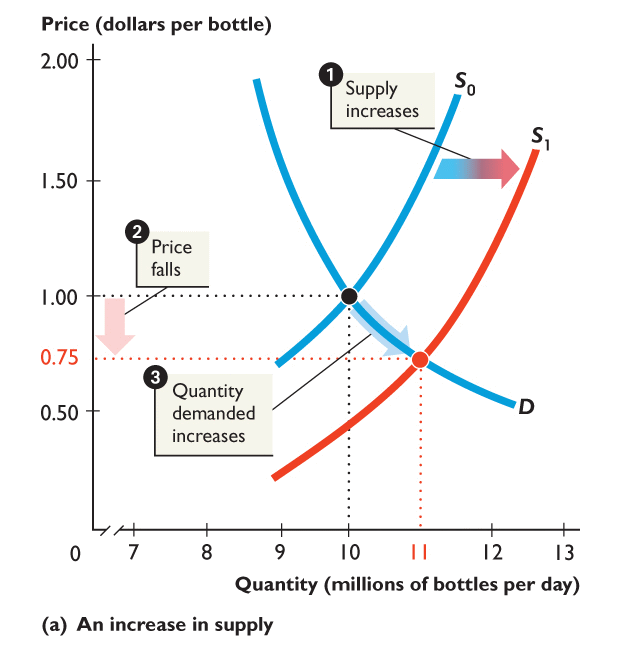 Price (dollars per bottle)
2.00
1
Supply
increases
S0
S1
1.50
2
Price
falls
1.00
0.75
3
Quantity
demanded
increases
0.50
D
0
7 8 9 10 11 12 13
Quantity (millions of bottles per day)
(a) An increase in supply